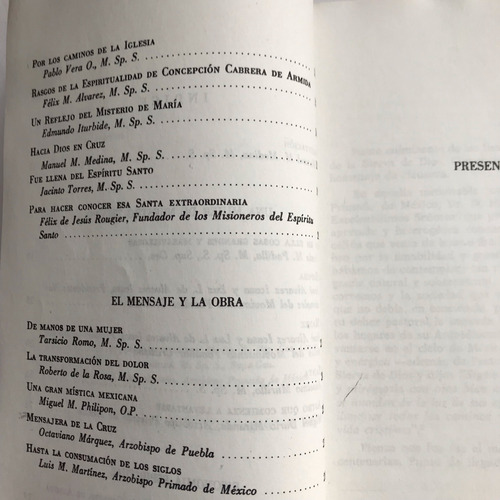 POR LOS CAMINOS DE LA IGLESIA
Pablo Vera O., M. Sp. S.
RASGOS DE LA ESPIRITUALIDAD DE CONCEPCIÓN CABRERA DE ARMIDA
Félix M. Alvarez, M. Sp. S.
UN REFLEJO DEL MISTERIO DE MARÍA
Edmundo Iturbide, M. Sp. S.
HACIA DIOS EN CRUZ
Manuel M. Medina, M. Sp. S.
FUE LLENA DEL ESPÍRITU SANTO
Jacinto Torres, M. Sp. S.
PARA HACER CONOCER ESA SANTA EXTRAORDINARIA
Félix de Jesús Rougier, Fundador de los Misioneros del Espíritu
Santo
EL MENSAJE Y LA OBRA
DE MANOS DE UNA MUJER
Tarsicio Romo, M. Sp. S.
LA TRANSFORMACIÓN DEL DOLOR
Roberto de la Rosa, M. Sp. S.
UNA GRAN MÍSTICA MEXICANA
Miguel M. Philipon, O.P.
MENSAJERA DE LA CRUZ
Octaviano Márquez, Arzobispo de Puebla
HASTA LA CONSUMACIÓN DE LOS SIGLOS
Luis M. Martínez, Arzobispo Primado de México
PRESEN